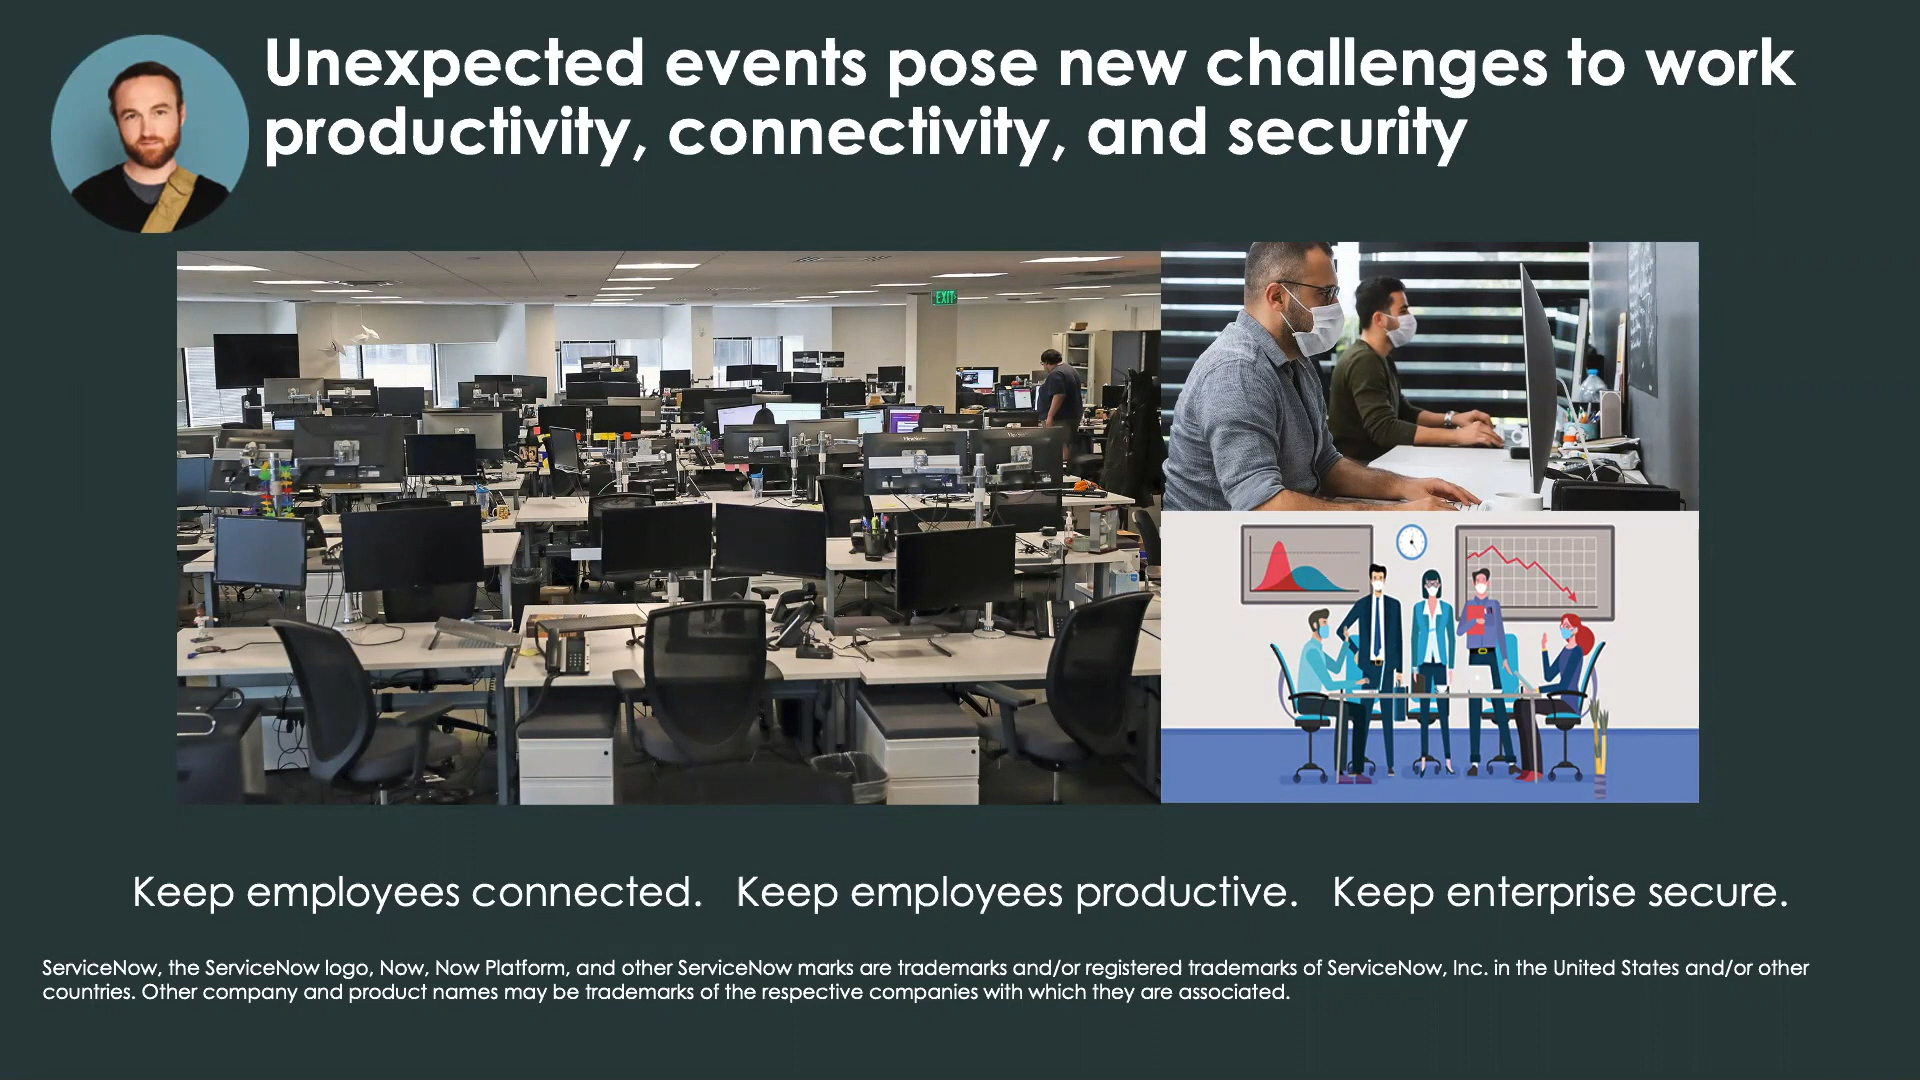 Unexpected events pose new challenges to work
productivity, connectivity, and security
EXIT
Keep employees connected. Keep employees productive. Keep enterprise secure.
ServiceNow, the ServiceNow logo, Now, Now Platform, and other ServiceNow marks are trademarks and/or registered trademarks of ServiceNow, Inc. in the United States and/or other
countries. Other company and product names may be trademarks of the respective companies with which they are associated.